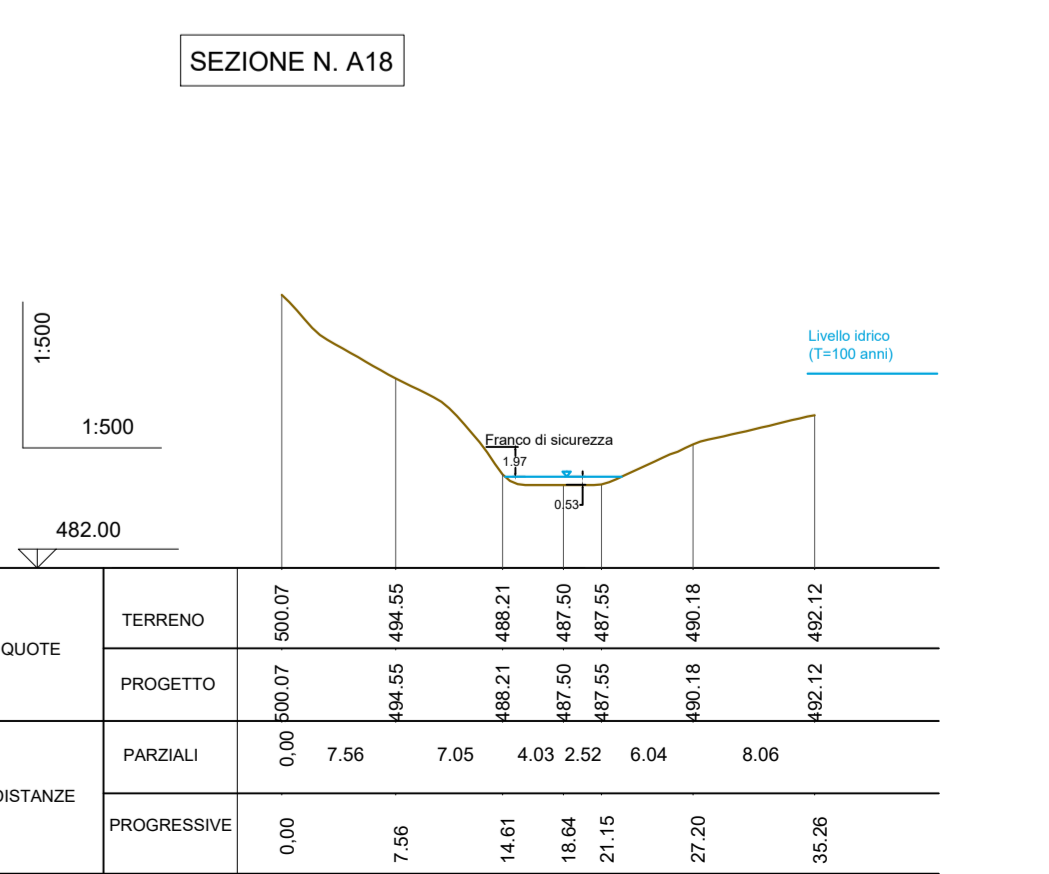 SEZIONE N. A18
1:500
1:500
Livello idrico
(T=100 anni)
Franco di sicurezza
1.97
0.53
482.00
QUOTE
TERRENO
500.07 494.55 488.21 487.50 487.55 490.18 492.12
PROGETTO
500.07 494.55 488.21 487.50 487.55 490.18 492.12
DISTANZE
PARZIALI
0,00 7.56 7.05 4.03 2.52 6.04 8.06
PROGRESSIVE
0,00 7.56 14.61 18.64 21.15 27.20 35.26